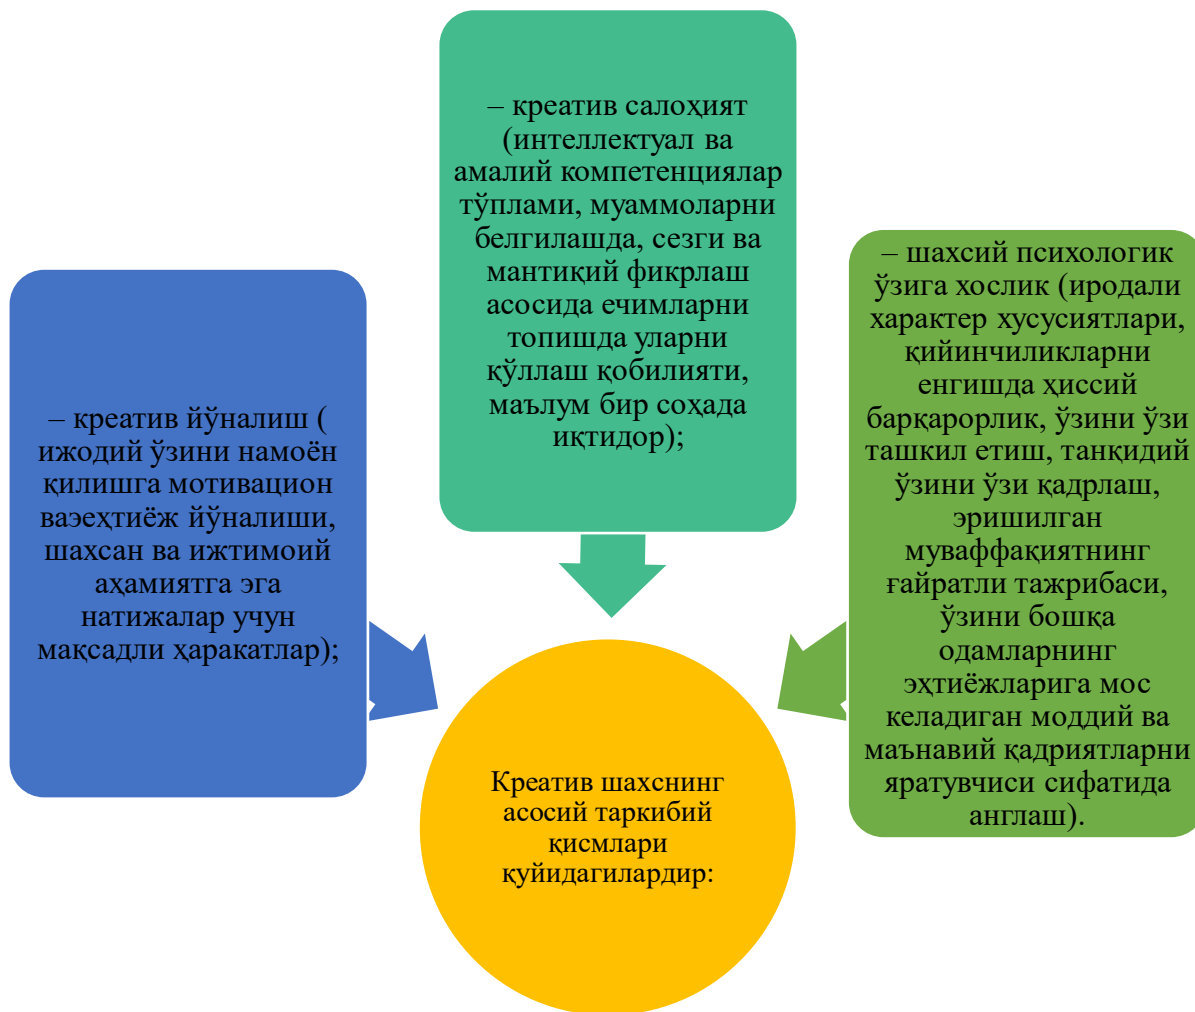 – креатив йўналиш (
ижодий ўзини намоён
қилишга мотивацион
ваэеҳтиёж йўналиши,
шахсан ва ижтимоий
аҳамиятга эга
натижалар учун
мақсадли ҳаракатлар);
– креатив салоҳият
(интеллектуал ва
амалий компетенциялар
тўплами, муаммоларни
белгилашда, сезги ва
мантиқий фикрлаш
асосида ечимларни
топишда уларни
қўллаш қобилияти,
маълум бир соҳада
иқтидор);
– шахсий психологик
ўзига хослик (иродали
характер хусусиятлари,
қийинчиликларни
енгишда ҳиссий
барқарорлик, ўзини ўзи
ташкил етиш, танқидий
ўзини ўзи қадрлаш,
эришилган
муваффақиятнинг
ғайратли тажрибаси,
ўзини бошқа
одамларнинг
эҳтиёжларига мос
келадиган моддий ва
маънавий қадриятларни
яратувчиси сифатида
англаш).
Креатив шахснинг
асосий таркибий
қисмлари
қуйидагилардир: